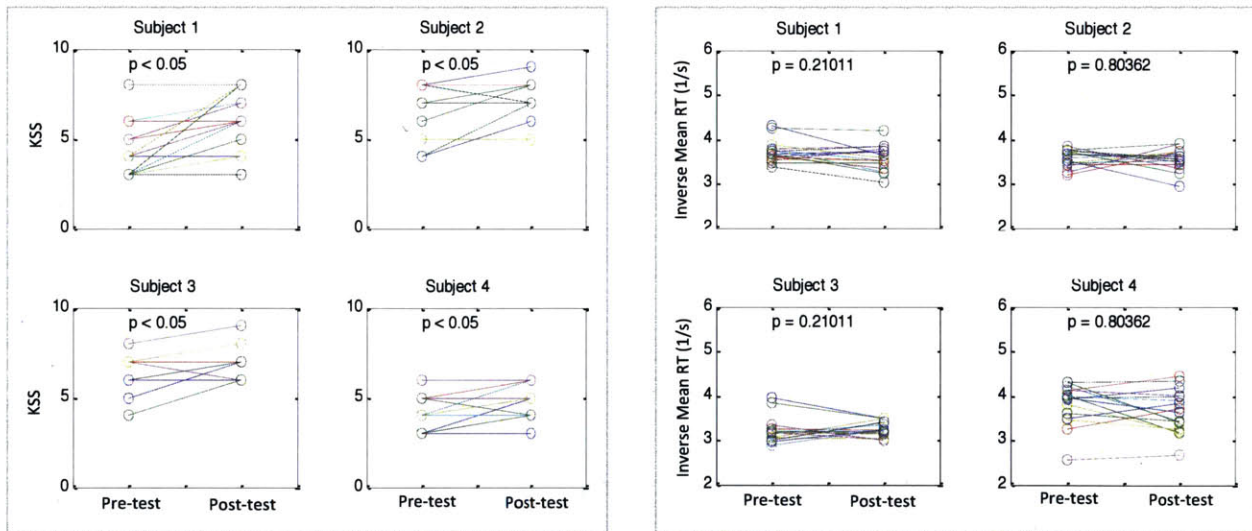 Subject 1
Subject 2
10
p < 0.05
10
p < 0.05
KSS
5
5
0
0
Subject 3
Subject 4
10
p < 0.05
10
p < 0.05
KSS
5
5
0
0
Pre-test
Post-test
Pre-test
Post-test
Subject 1
Subject 2
6
p = 0.21011
6
p = 0.80362
5
5
Inverse Mean RT (1/s)
4
4
3
3
2
2
Subject 3
Subject 4
6
p = 0.21011
6
p = 0.80362
5
5
Inverse Mean RT (1/s)
4
4
3
3
2
2
Pre-test
Post-test
Pre-test
Post-test